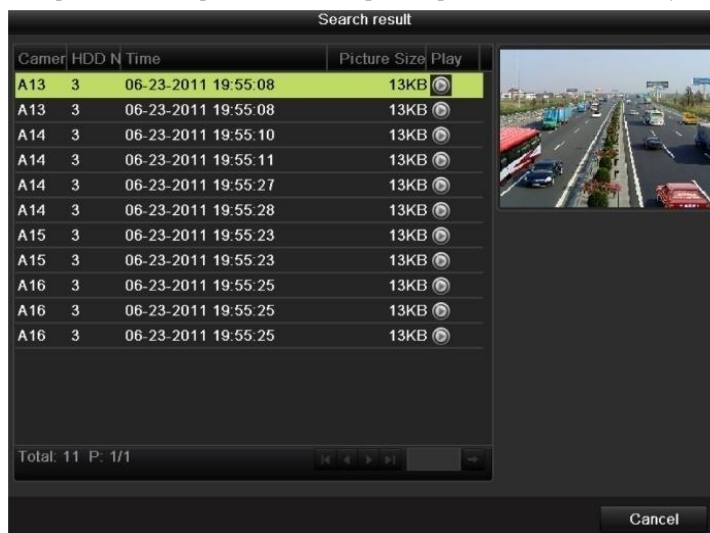 Search result
Camer HDD N Time Picture Size Play
A13 3 06-23-2011 19:55:08 13KB
A13 3 06-23-2011 19:55:08 13KB
A14 3 06-23-2011 19:55:10 13KB
A14 3 06-23-2011 19:55:11 13KB
A14 3 06-23-2011 19:55:27 13KB
A14 3 06-23-2011 19:55:28 13KB
A15 3 06-23-2011 19:55:23 13KB
A15 3 06-23-2011 19:55:23 13KB
A16 3 06-23-2011 19:55:25 13KB
A16 3 06-23-2011 19:55:25 13KB
A16 3 06-23-2011 19:55:25 13KB
Total: 11 P: 1/1
Cancel